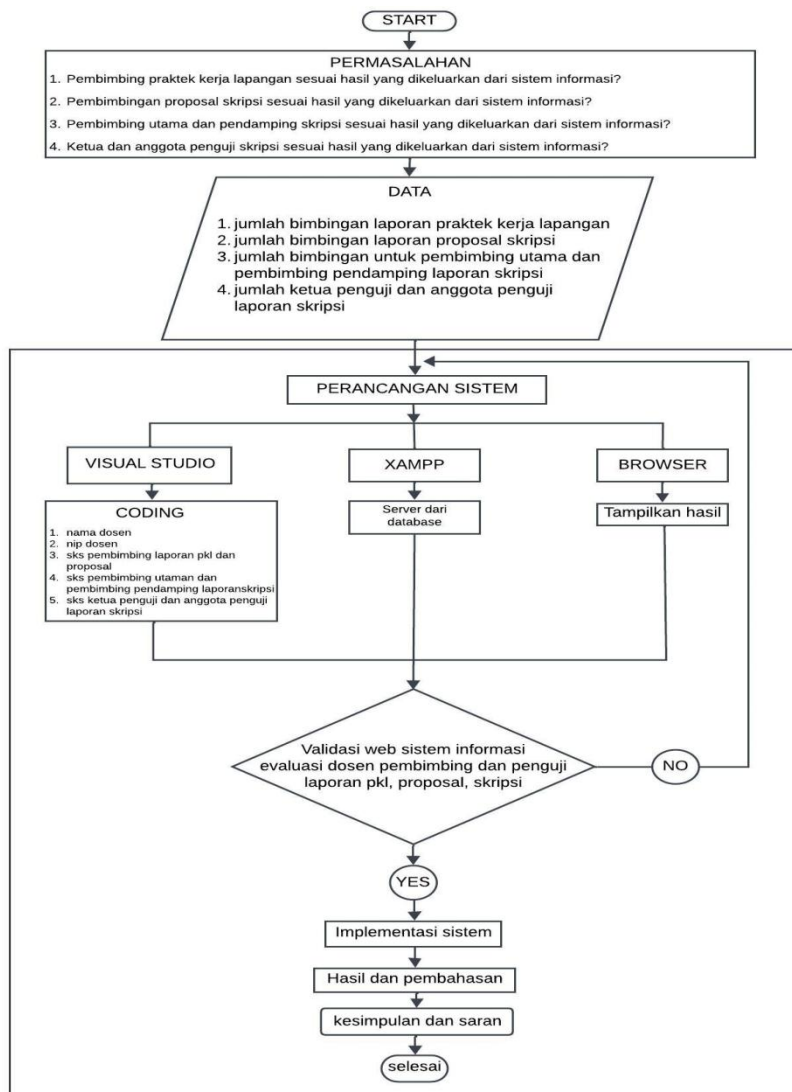 START
PERMASALAHAN
1. Pembimbing praktek kerja lapangan sesuai hasil yang dikeluarkan dari sistem informasi?
2. Pembimbingan proposal skripsi sesuai hasil yang dikeluarkan dari sistem informasi?
3. Pembimbing utama dan pendamping skripsi sesuai hasil yang dikeluarkan dari sistem informasi?
4. Ketua dan anggota penguji skripsi sesuai hasil yang dikeluarkan dari sistem informasi?
DATA
1. jumlah bimbingan laporan praktek kerja lapangan
2. jumlah bimbingan laporan proposal skripsi
3. jumlah bimbingan untuk pembimbing utama dan
pembimbing pendamping laporan skripsi
4. jumlah ketua penguji dan anggota penguji
laporan skripsi
PERANCANGAN SISTEM
VISUAL STUDIO
XAMPP
BROWSER
CODING
1. nama dosen
2. nip dosen
3. sks pembimbing laporan pkl dan
proposal
4. sks pembimbing utaman dan
pembimbing pendamping laporanskripsi
5. sks ketua penguji dan anggota penguji
laporan skripsi
Server dari
database
Tampilkan hasil
Validasi web sistem informasi
evaluasi dosen pembimbing dan penguji
laporan pkl, proposal, skripsi
NO
YES
Implementasi sistem
Hasil dan pembahasan
kesimpulan dan saran
selesai